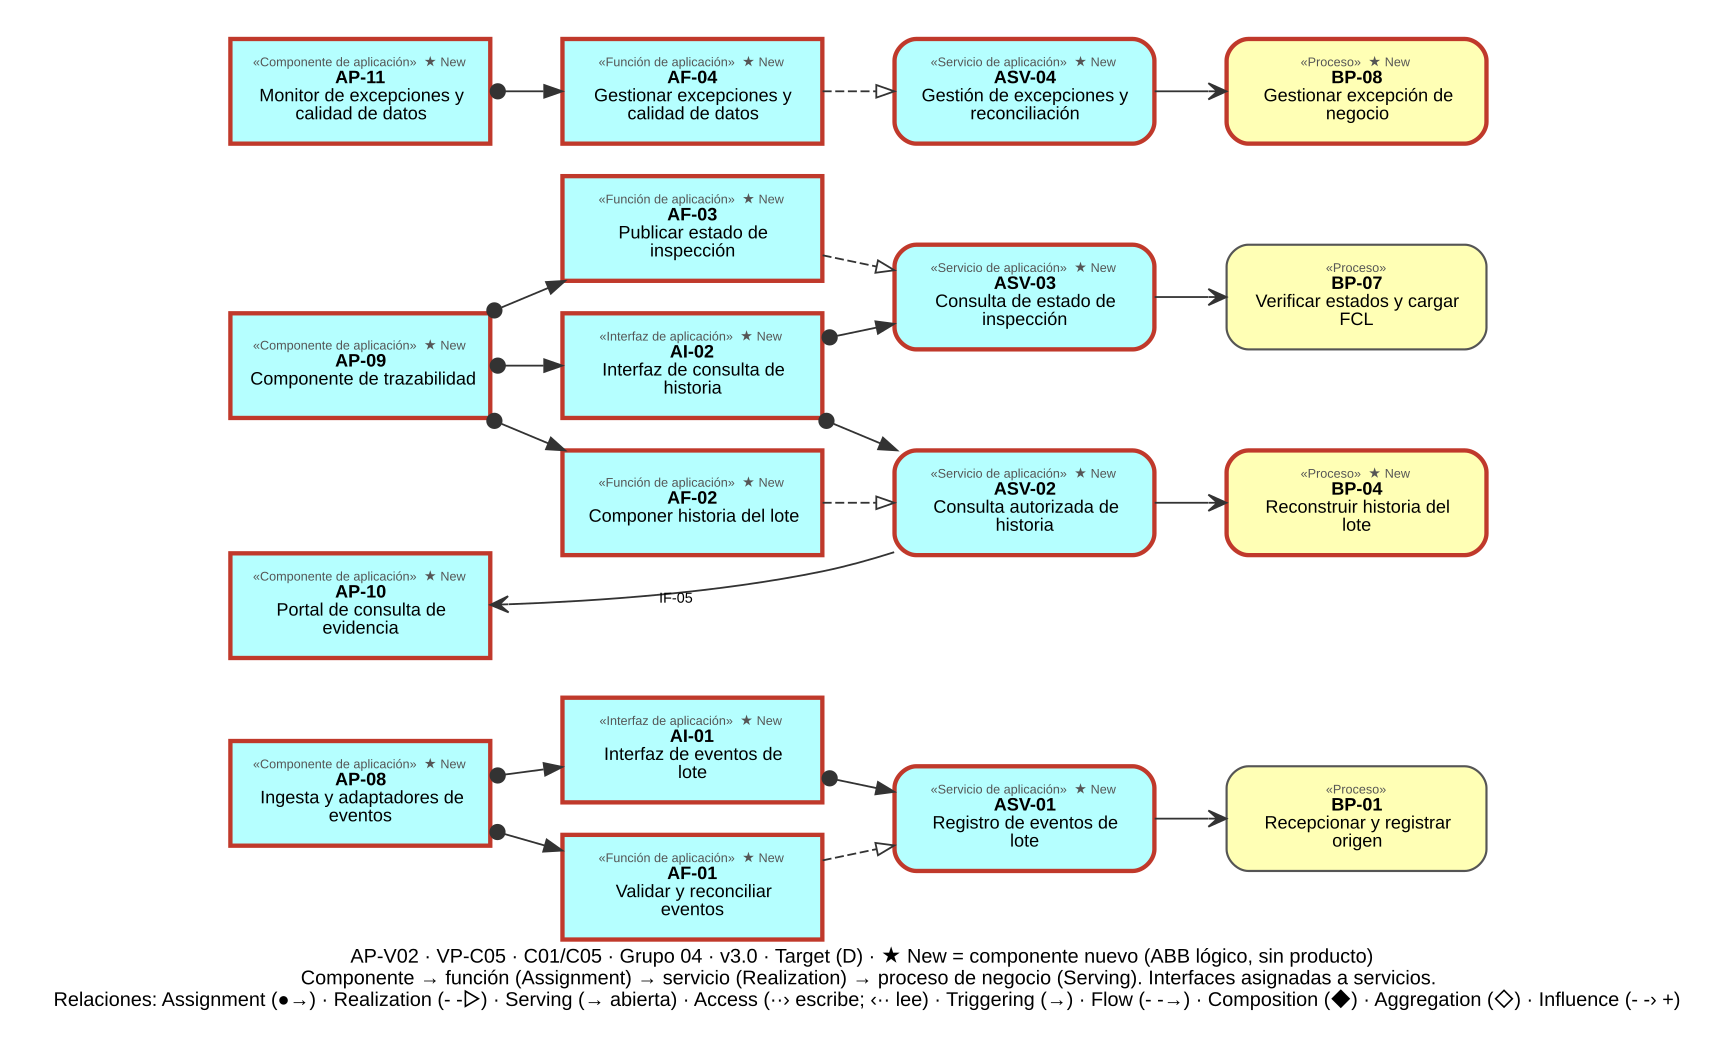 «Componente de aplicación» ★ New
AP-11
Monitor de excepciones y
calidad de datos
«Función de aplicación» ★ New
AF-04
Gestionar excepciones y
calidad de datos
«Servicio de aplicación» ★ New
ASV-04
Gestión de excepciones y
reconciliación
«Proceso» ★ New
BP-08
Gestionar excepción de
negocio
«Función de aplicación» ★ New
AF-03
Publicar estado de
inspección
«Servicio de aplicación» ★ New
ASV-03
Consulta de estado de
inspección
«Proceso»
BP-07
Verificar estados y cargar
FCL
«Componente de aplicación» ★ New
AP-09
Componente de trazabilidad
«Interfaz de aplicación» ★ New
AI-02
Interfaz de consulta de
historia
«Función de aplicación» ★ New
AF-02
Componer historia del lote
«Servicio de aplicación» ★ New
ASV-02
Consulta autorizada de
historia
«Proceso» ★ New
BP-04
Reconstruir historia del
lote
«Componente de aplicación» ★ New
AP-10
Portal de consulta de
evidencia
IF-05
«Interfaz de aplicación» ★ New
AI-01
Interfaz de eventos de
lote
«Componente de aplicación» ★ New
AP-08
Ingesta y adaptadores de
eventos
«Servicio de aplicación» ★ New
ASV-01
Registro de eventos de
lote
«Proceso»
BP-01
Recepcionar y registrar
origen
«Función de aplicación» ★ New
AF-01
Validar y reconciliar
eventos
AP-V02 · VP-C05 · C01/C05 · Grupo 04 · v3.0 · Target (D) · ★ New = componente nuevo (ABB lógico, sin producto)
Componente → función (Assignment) → servicio (Realization) → proceso de negocio (Serving). Interfaces asignadas a servicios.
Relaciones: Assignment (●→) · Realization (- -▷) · Serving (→ abierta) · Access (··› escribe; ‹·· lee) · Triggering (→) · Flow (- -→) · Composition (◆) · Aggregation (◇) · Influence (- -› +)